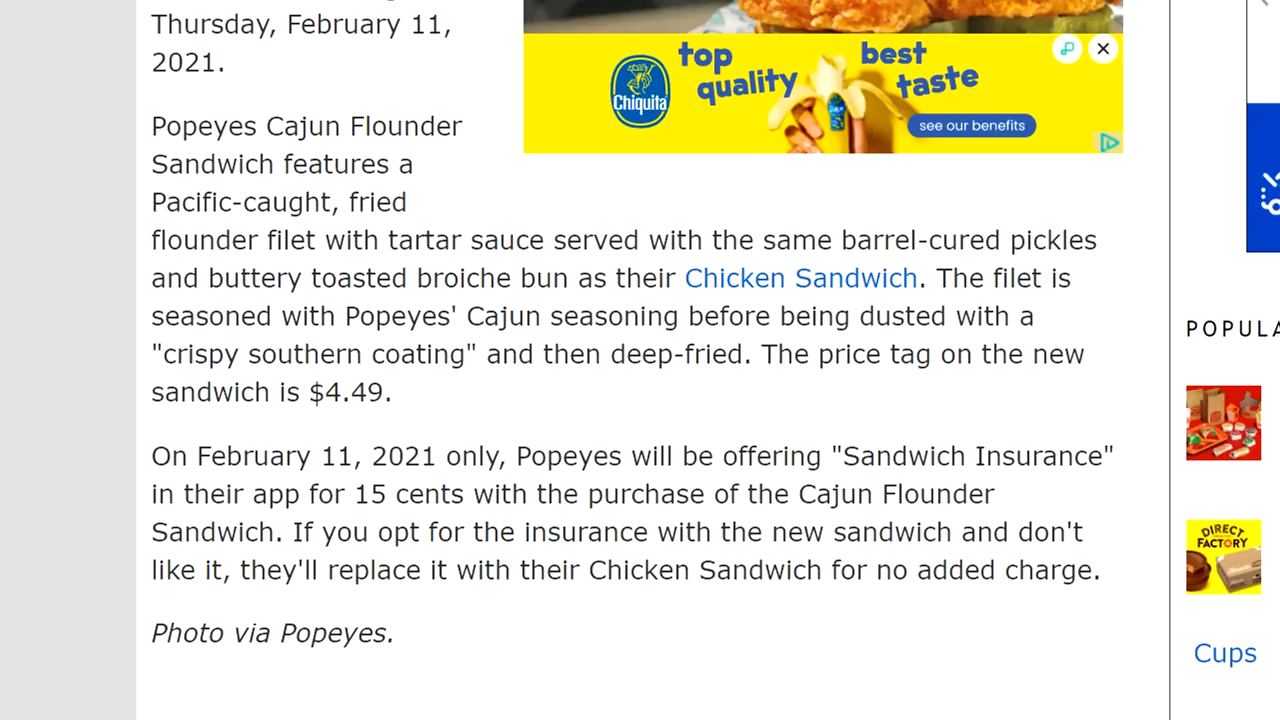 Thursday, February 11,
2021.
Popeyes Cajun Flounder
Sandwich features a
Pacific-caught, fried
flounder filet with tartar sauce served with the same barrel-cured pickles
and buttery toasted broiche bun as their Chicken Sandwich. The filet is
seasoned with Popeyes' Cajun seasoning before being dusted with a
"crispy southern coating" and then deep-fried. The price tag on the new
sandwich is $4.49.
On February 11, 2021 only, Popeyes will be offering "Sandwich Insurance"
in their app for 15 cents with the purchase of the Cajun Flounder
Sandwich. If you opt for the insurance with the new sandwich and don't
like it, they'll replace it with their Chicken Sandwich for no added charge.
Photo via Popeyes.
Chiquita
top
quality
best
taste
see our benefits
POPULA
DIRECT
FACTORY
Cups